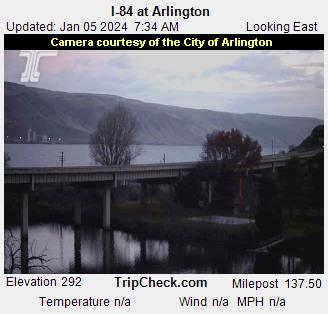 I-84 at Arlington
Updated: Jan 05 2024 7:34 AM Looking East
Camera courtesy of the City of Arlington
Elevation 292 TripCheck.com Milepost 137.50
Temperature n/a Wind n/a MPH n/a